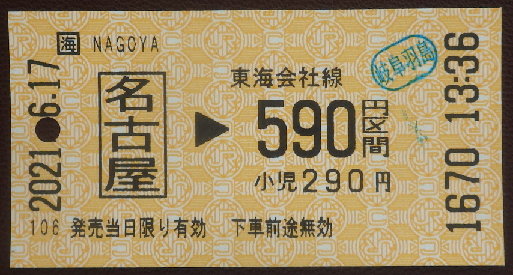 海 NAGOYA
2021.-6.17
名古屋
東海会社線
▶ 590円区間
小児290円
岐阜羽島
1670 13:36
106 発売当日限り有効 下車前途無効